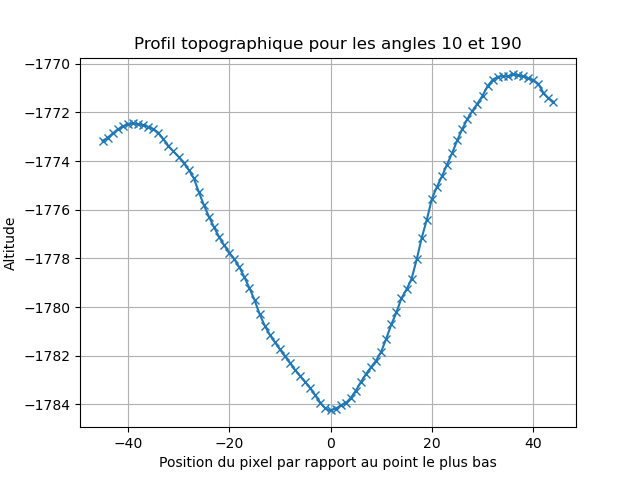 Profil topographique pour les angles 10 et 190
Altitude
−1770
−1772
−1774
−1776
−1778
−1780
−1782
−1784
−40 −20 0 20 40
Position du pixel par rapport au point le plus bas